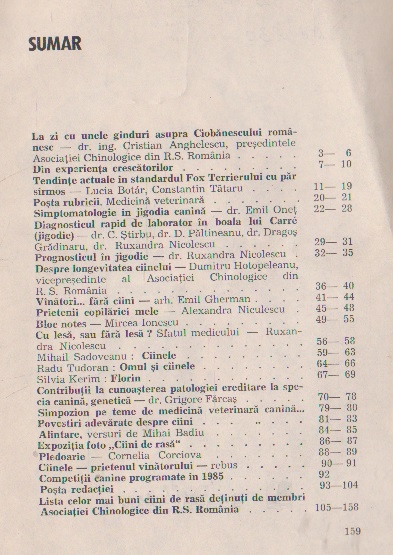 SUMAR
La zi cu unele gînduri asupra Ciobănescului romă-
nesc — dr. ing. Cristian Anghelescu, președintele
Asociației Chinologice din R.S. România . . . . . 3— 6
Din experiența crescătorilor . . . . . . . 7— 10
Tendințe actuale în standardul Fox Terrierului cu păr
sîrmos — Lucia Botár, Constantin Tătaru . . . . 11— 19
Poșta rubricii. Medicină veterinară . . . . . . 20— 21
Simptomatologie în jigodia canină — dr. Emil Oneț 22— 28
Diagnosticul rapid de laborator în boala lui Carré
(jigodie) — dr. C. Știrbu, dr. D. Păltineanu, dr. Dragoș
Grădinaru, dr. Ruxandra Nicolescu . . . . . . 29— 31
Prognosticul în jigodie — dr. Ruxandra Nicolescu . 32— 35
Despre longevitatea cîinelui — Dumitru Hotopeleanu,
vicepreședinte al Asociației Chinologice din
R. S. România . . . . . . . . . . 36— 40
Vînători... fără cîini — arh. Emil Gherman . . . . 41— 44
Prietenii copilăriei mele — Alexandra Niculescu . 45— 48
Bloc notes — Mircea Ionescu . . . . . . . 49— 55
Cu lesă, sau fără lesă ? Sfatul medicului — Ruxan-
dra Nicolescu . . . . . . . . . . 56— 58
Mihail Sadoveanu : Cîinele . . . . . . . 59— 63
Radu Tudoran : Omul și cîinele . . . . . . 64— 66
Silvia Kerim : Florin . . . . . . . . . 67— 69
Contribuții la cunoașterea patologiei ereditare la spe-
cia canină, genetică — dr. Grigore Fărcaș . . . . 70— 78
Simpozion pe teme de medicină veterinară canină... 79— 80
Povestiri adevărate despre cîini . . . . . . 81— 83
Alintare, versuri de Mihai Badiu . . . . . . 84— 85
Expoziția foto „Cîini de rasă“ . . . . . . . 86— 87
Pledoarie — Cornelia Corciova . . . . . . 88— 89
Cîinele — prietenul vînătorului — rebus . . . . . 90— 91
Competiții canine programate în 1985 . . . . . 92
Poșta redacției . . . . . . . . . . 93—104
Lista celor mai buni cîini de rasă deținuți de membri
Asociației Chinologice din R.S. România . . . . . 105—158
159